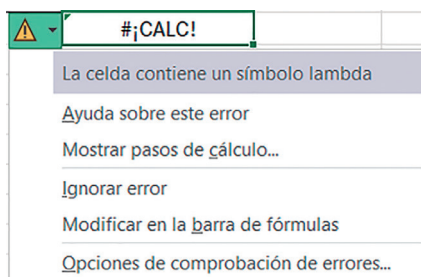 #¡CALC!
La celda contiene un símbolo lambda
Ayuda sobre este error
Mostrar pasos de cálculo...
Ignorar error
Modificar en la barra de fórmulas
Opciones de comprobación de errores...